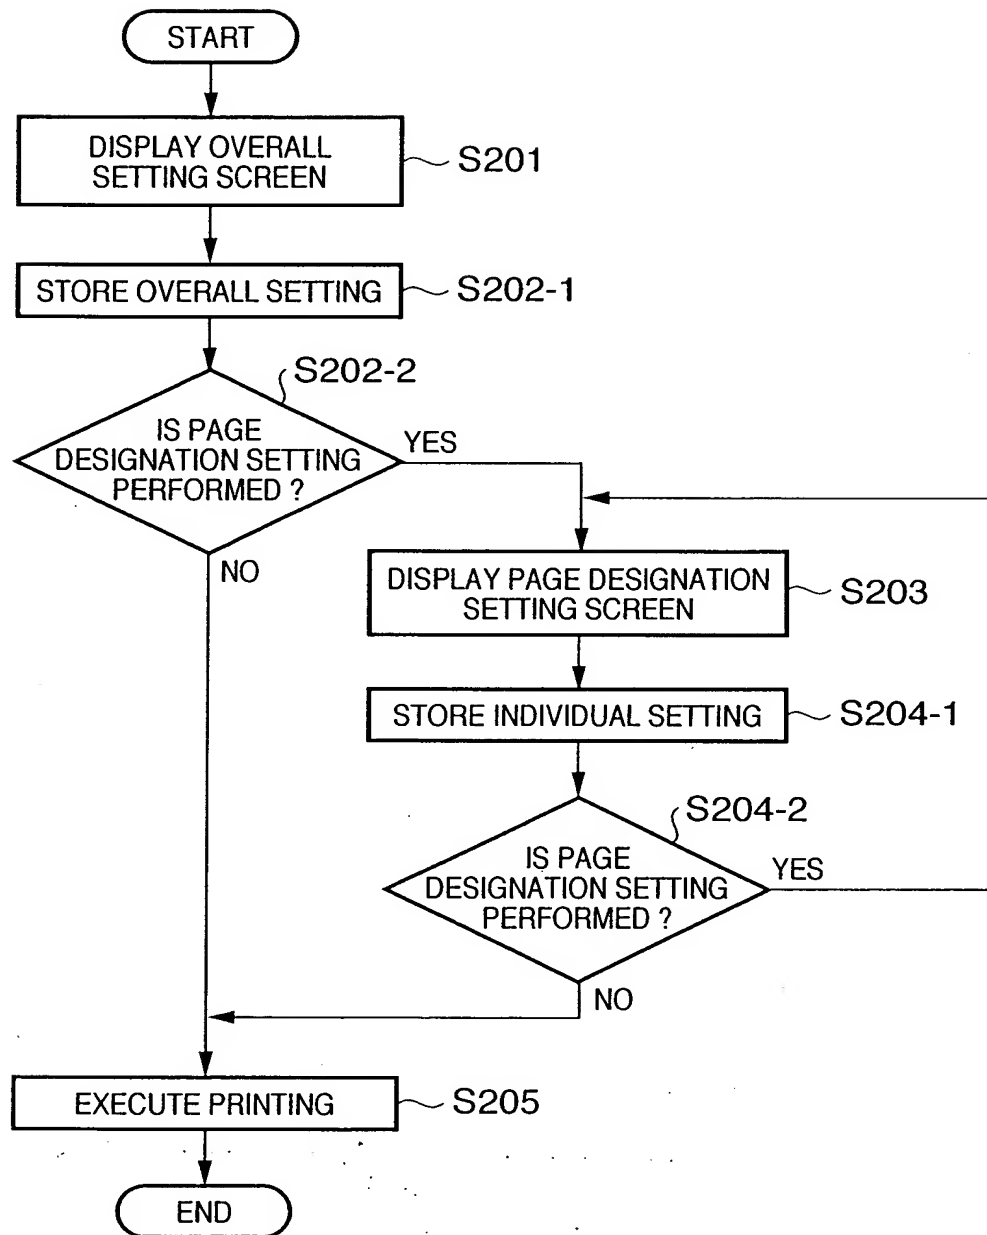 START
DISPLAY OVERALL
SETTING SCREEN
S201
STORE OVERALL SETTING
S202-1
S202-2
IS PAGE
DESIGNATION SETTING
PERFORMED ?
YES
NO
DISPLAY PAGE DESIGNATION
SETTING SCREEN
S203
STORE INDIVIDUAL SETTING
S204-1
S204-2
IS PAGE
DESIGNATION SETTING
PERFORMED ?
YES
NO
EXECUTE PRINTING
S205
END